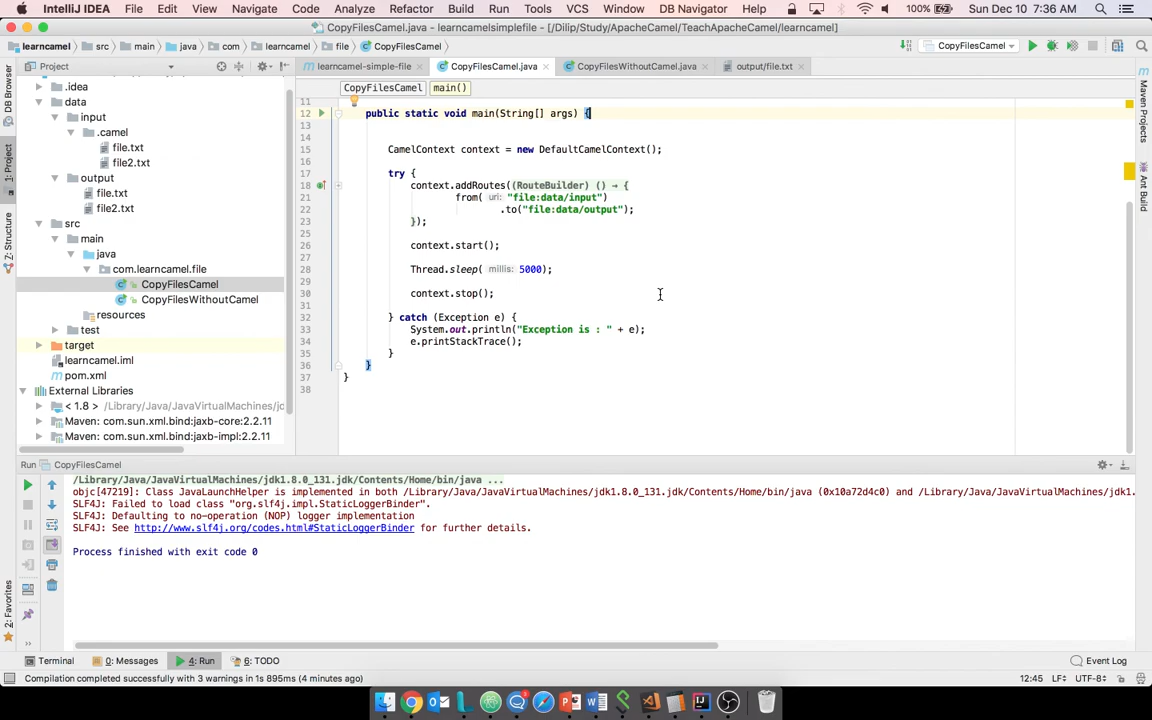 IntelliJ IDEA File Edit View Navigate Code Analyze Refactor Build Run Tools VCS Window DB Navigator Help 100% Sun Dec 10 7:36 AM
CopyFilesCamel.java - learncamelsimplefile - [/Dilip/Study/ApacheCamel/TeachApacheCamel/learncamel]
learncamel src main java com learncamel file CopyFilesCamel CopyFilesCamel
Project learncamel-simple-file CopyFilesCamel.java CopyFilesWithoutCamel.java output/file.txt
CopyFilesCamel main()
DB Browser
1: Project
Z: Structure
2: Favorites
Maven Projects
Ant Build
.idea
data
input
.camel
file.txt
file2.txt
output
file.txt
file2.txt
src
main
java
com.learncamel.file
CopyFilesCamel
CopyFilesWithoutCamel
resources
test
target
learncamel.iml
pom.xml
External Libraries
< 1.8 > /Library/Java/JavaVirtualMachines/jd
Maven: com.sun.xml.bind:jaxb-core:2.2.11
Maven: com.sun.xml.bind:jaxb-impl:2.2.11
11
12 public static void main(String[] args) {
13
14
15 CamelContext context = new DefaultCamelContext();
16
17 try {
18 context.addRoutes((RouteBuilder) () → {
21 from( uri: "file:data/input")
22 .to("file:data/output");
23 });
25
26 context.start();
27
28 Thread.sleep( millis: 5000);
29
30 context.stop();
31
32 } catch (Exception e) {
33 System.out.println("Exception is : " + e);
34 e.printStackTrace();
35 }
36 }
37 }
38
Run CopyFilesCamel
/Library/Java/JavaVirtualMachines/jdk1.8.0_131.jdk/Contents/Home/bin/java ...
objc[47219]: Class JavaLaunchHelper is implemented in both /Library/Java/JavaVirtualMachines/jdk1.8.0_131.jdk/Contents/Home/bin/java (0x10a72d4c0) and /Library/Java/JavaVirtualMachines/jdk1.
SLF4J: Failed to load class "org.slf4j.impl.StaticLoggerBinder".
SLF4J: Defaulting to no-operation (NOP) logger implementation
SLF4J: See http://www.slf4j.org/codes.html#StaticLoggerBinder for further details.
Process finished with exit code 0
Terminal 0: Messages 4: Run 6: TODO Event Log
Compilation completed successfully with 3 warnings in 1s 895ms (4 minutes ago) 12:45 LF÷ UTF-8÷